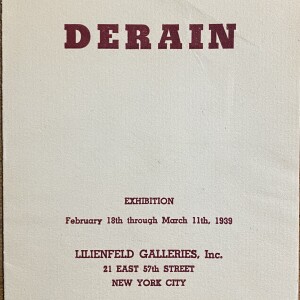 DERAIN
EXHIBITION
February 18th through March 11th, 1939
LILIENFELD GALLERIES, Inc.
21 EAST 57th STREET
NEW YORK CITY